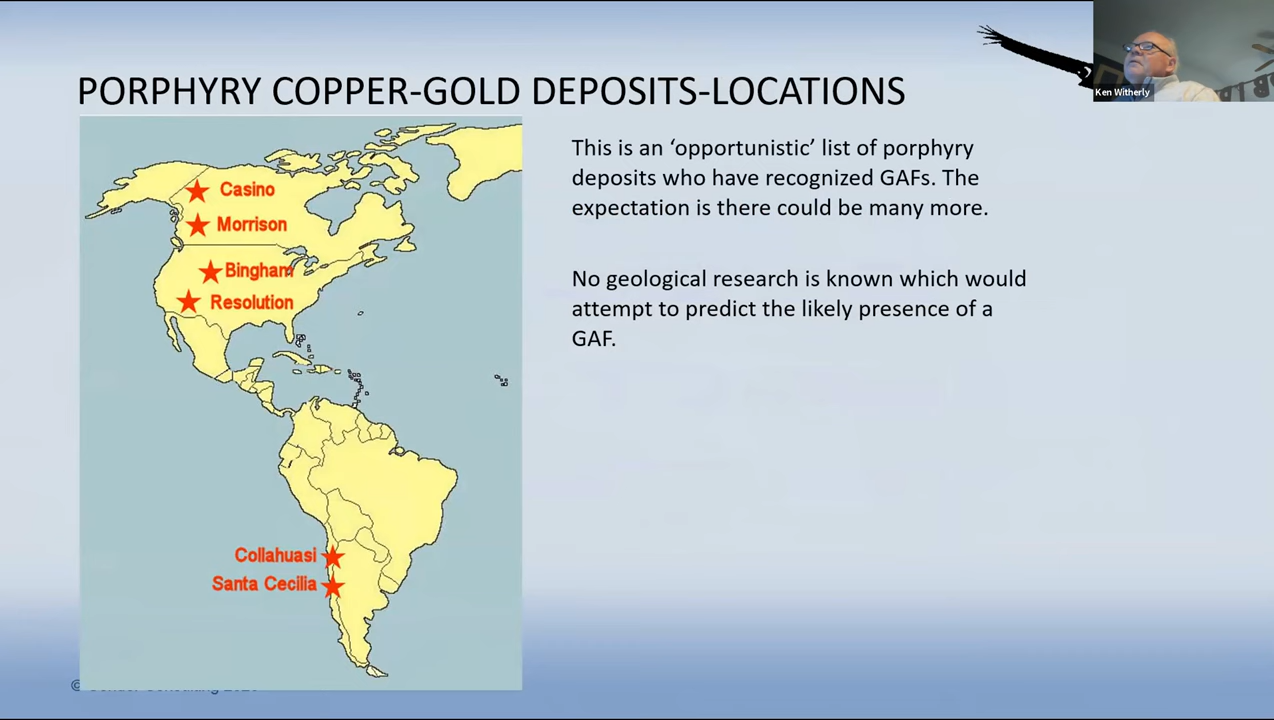 Ken Witherly
PORPHYRY COPPER-GOLD DEPOSITS-LOCATIONS
This is an ‘opportunistic’ list of porphyry
deposits who have recognized GAFs. The
expectation is there could be many more.
No geological research is known which would
attempt to predict the likely presence of a
GAF.
Casino
Morrison
Bingham
Resolution
Collahuasi
Santa Cecilia
©